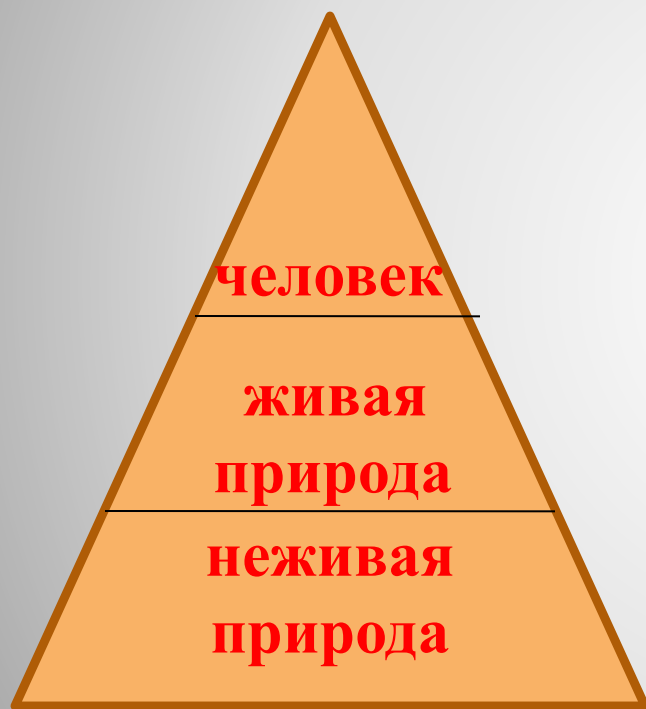 человек
живая
природа
неживая
природа